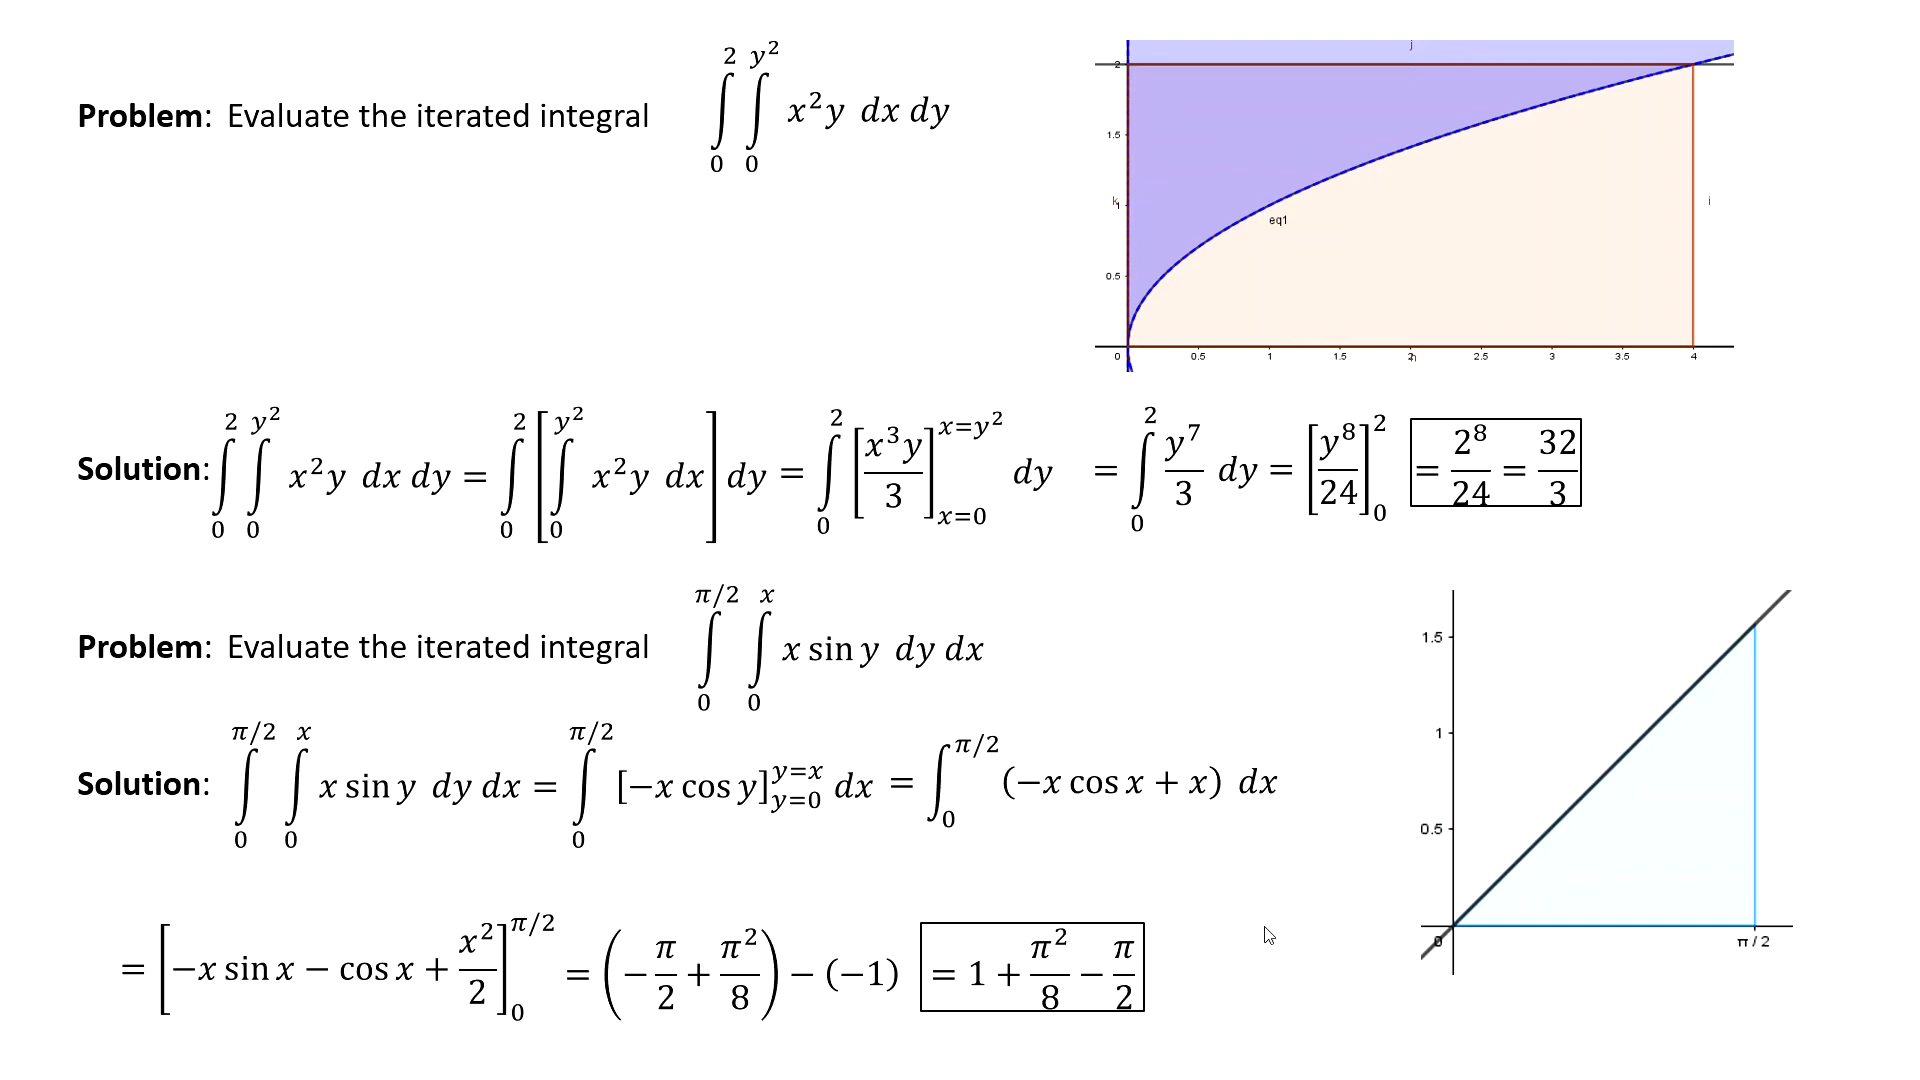 Problem: Evaluate the iterated integral ∫₀² ∫₀^{y²} x²y dx dy
j
2
1.5
k 1
i
eq1
0.5
0 0.5 1 1.5 2 h 2.5 3 3.5 4
Solution: ∫₀² ∫₀^{y²} x²y dx dy = ∫₀² [∫₀^{y²} x²y dx] dy = ∫₀² [x³y/3]_{x=0}^{x=y²} dy = ∫₀² y⁷/3 dy = [y⁸/24]₀² = 2⁸/24 = 32/3
Problem: Evaluate the iterated integral ∫₀^{π/2} ∫₀^x x sin y dy dx
Solution: ∫₀^{π/2} ∫₀^x x sin y dy dx = ∫₀^{π/2} [−x cos y]_{y=0}^{y=x} dx = ∫₀^{π/2} (−x cos x + x) dx
= [−x sin x − cos x + x²/2]₀^{π/2} = (−π/2 + π²/8) − (−1) = 1 + π²/8 − π/2
1.5
1
0.5
0 π / 2